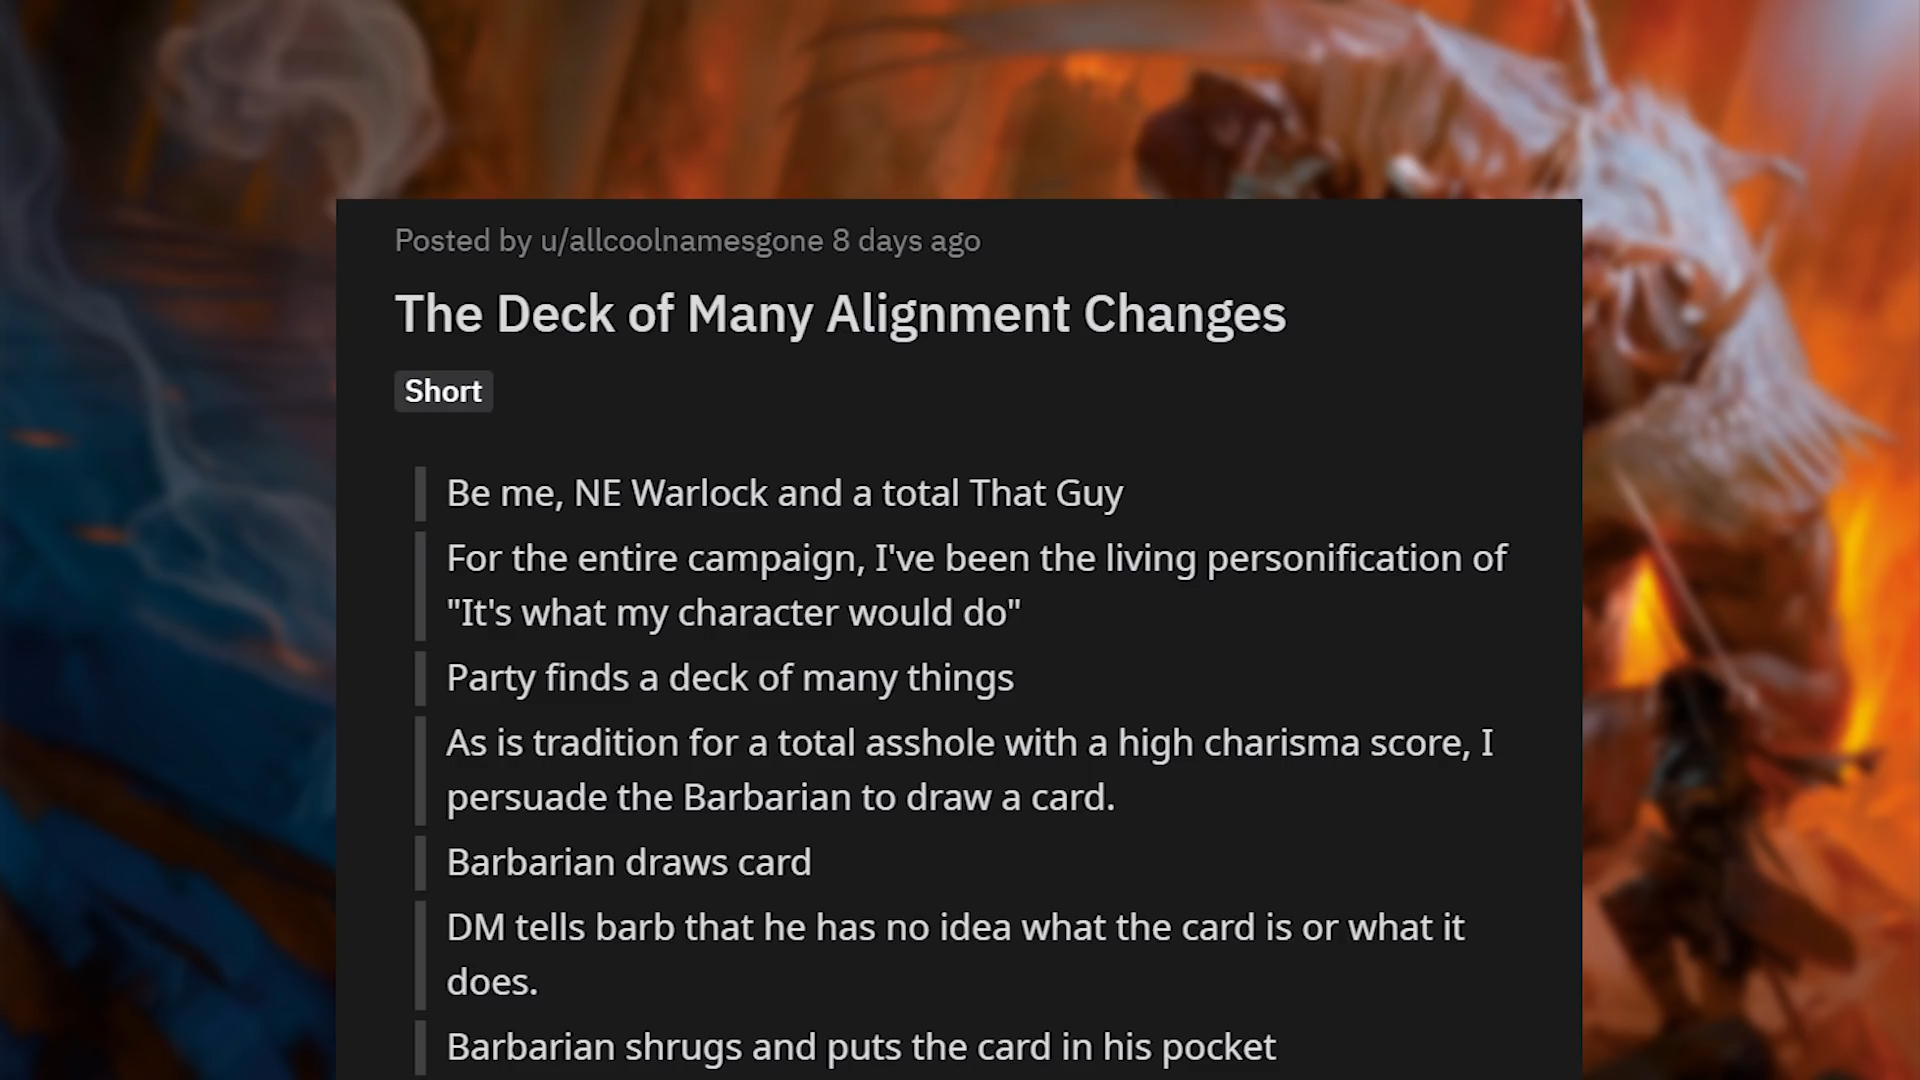 Posted by u/allcoolnamesgone 8 days ago
The Deck of Many Alignment Changes
Short
Be me, NE Warlock and a total That Guy
For the entire campaign, I've been the living personification of
"It's what my character would do"
Party finds a deck of many things
As is tradition for a total asshole with a high charisma score, I
persuade the Barbarian to draw a card.
Barbarian draws card
DM tells barb that he has no idea what the card is or what it
does.
Barbarian shrugs and puts the card in his pocket